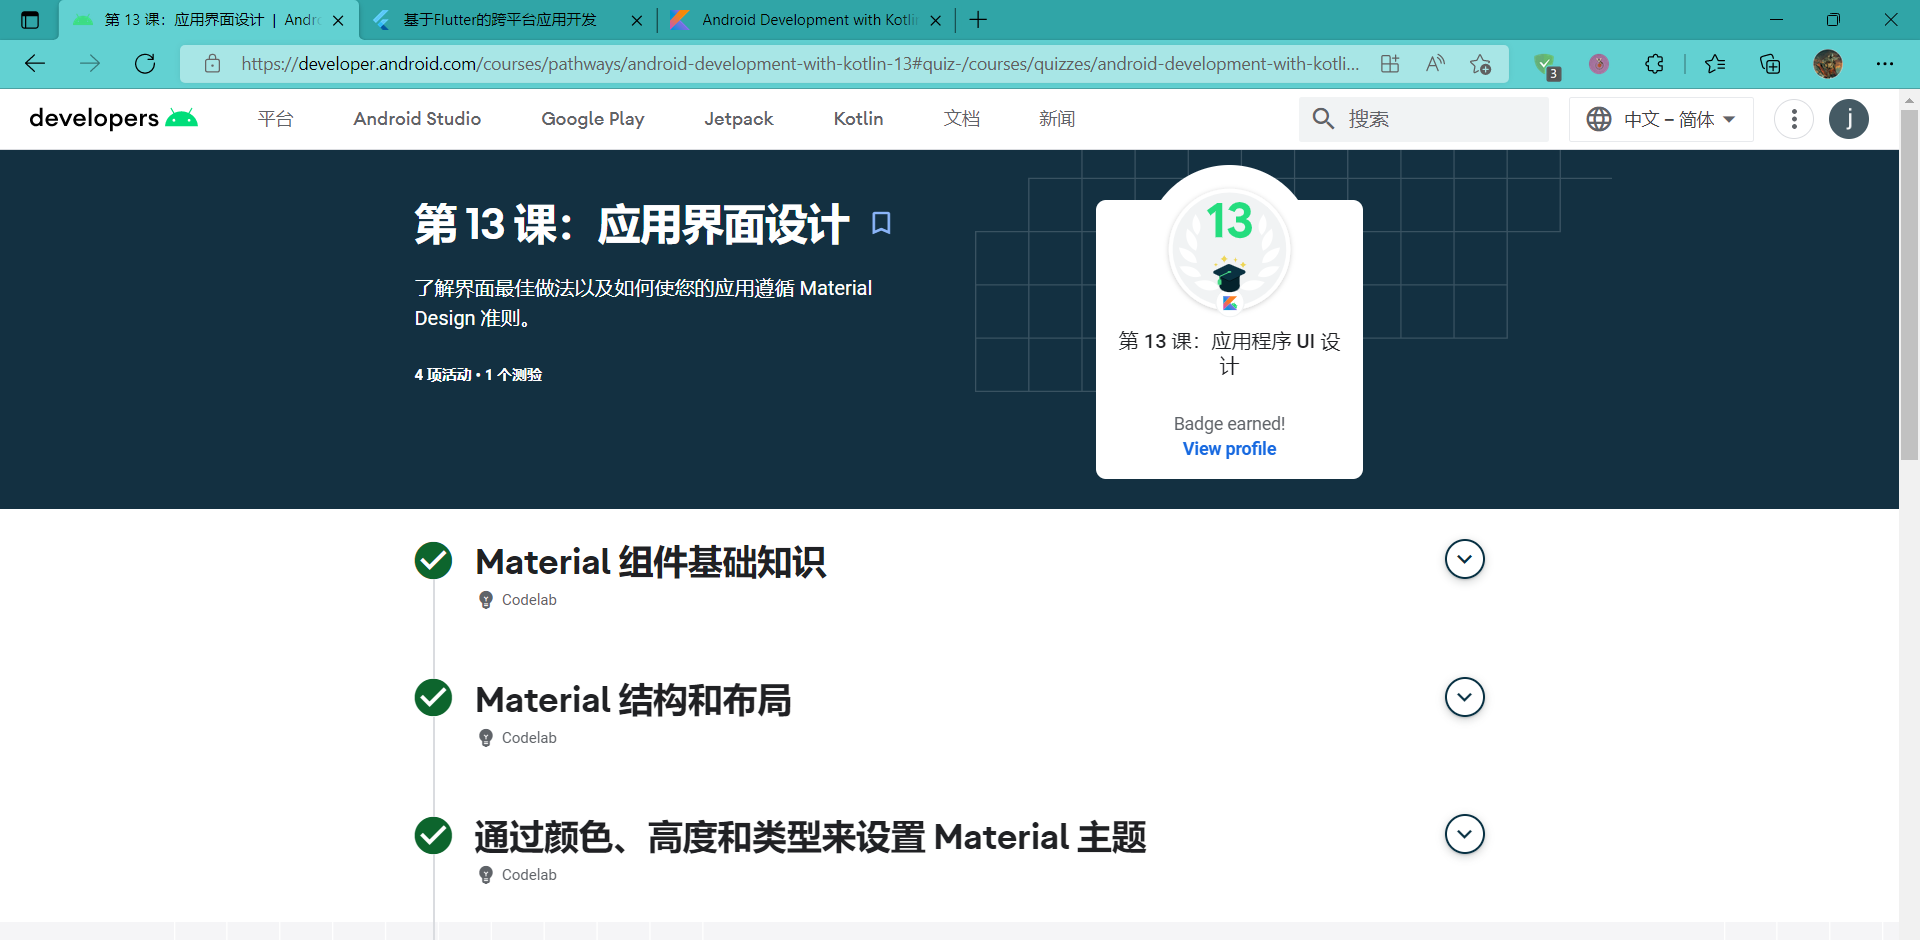 第 13 课：应用界面设计 | Andr
基于Flutter的跨平台应用开发
Android Development with Kotli
https://developer.android.com/courses/pathways/android-development-with-kotlin-13#quiz-/courses/quizzes/android-development-with-kotli...
3
developers
平台
Android Studio
Google Play
Jetpack
Kotlin
文档
新闻
搜索
中文 – 简体
j
第 13 课：应用界面设计
了解界面最佳做法以及如何使您的应用遵循 Material
Design 准则。
4 项活动 • 1 个测验
13
第 13 课：应用程序 UI 设
计
Badge earned!
View profile
Material 组件基础知识
Codelab
Material 结构和布局
Codelab
通过颜色、高度和类型来设置 Material 主题
Codelab